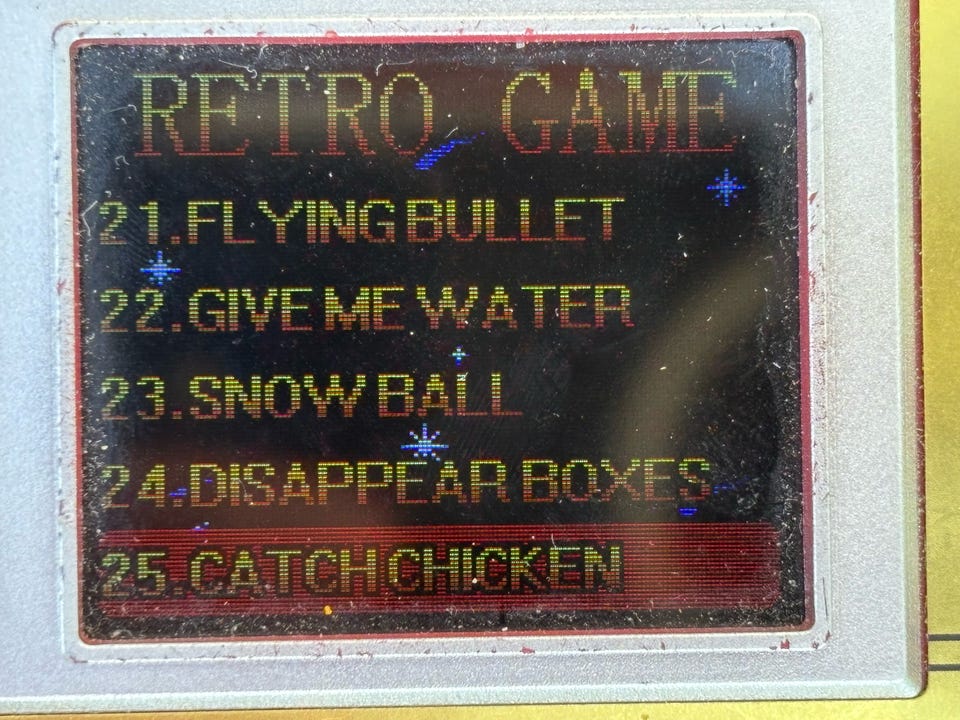 RETRO GAME
21.FLYING BULLET
22.GIVE ME WATER
23.SNOW BALL
24.DISAPPEAR BOXES
25.CATCH CHICKEN